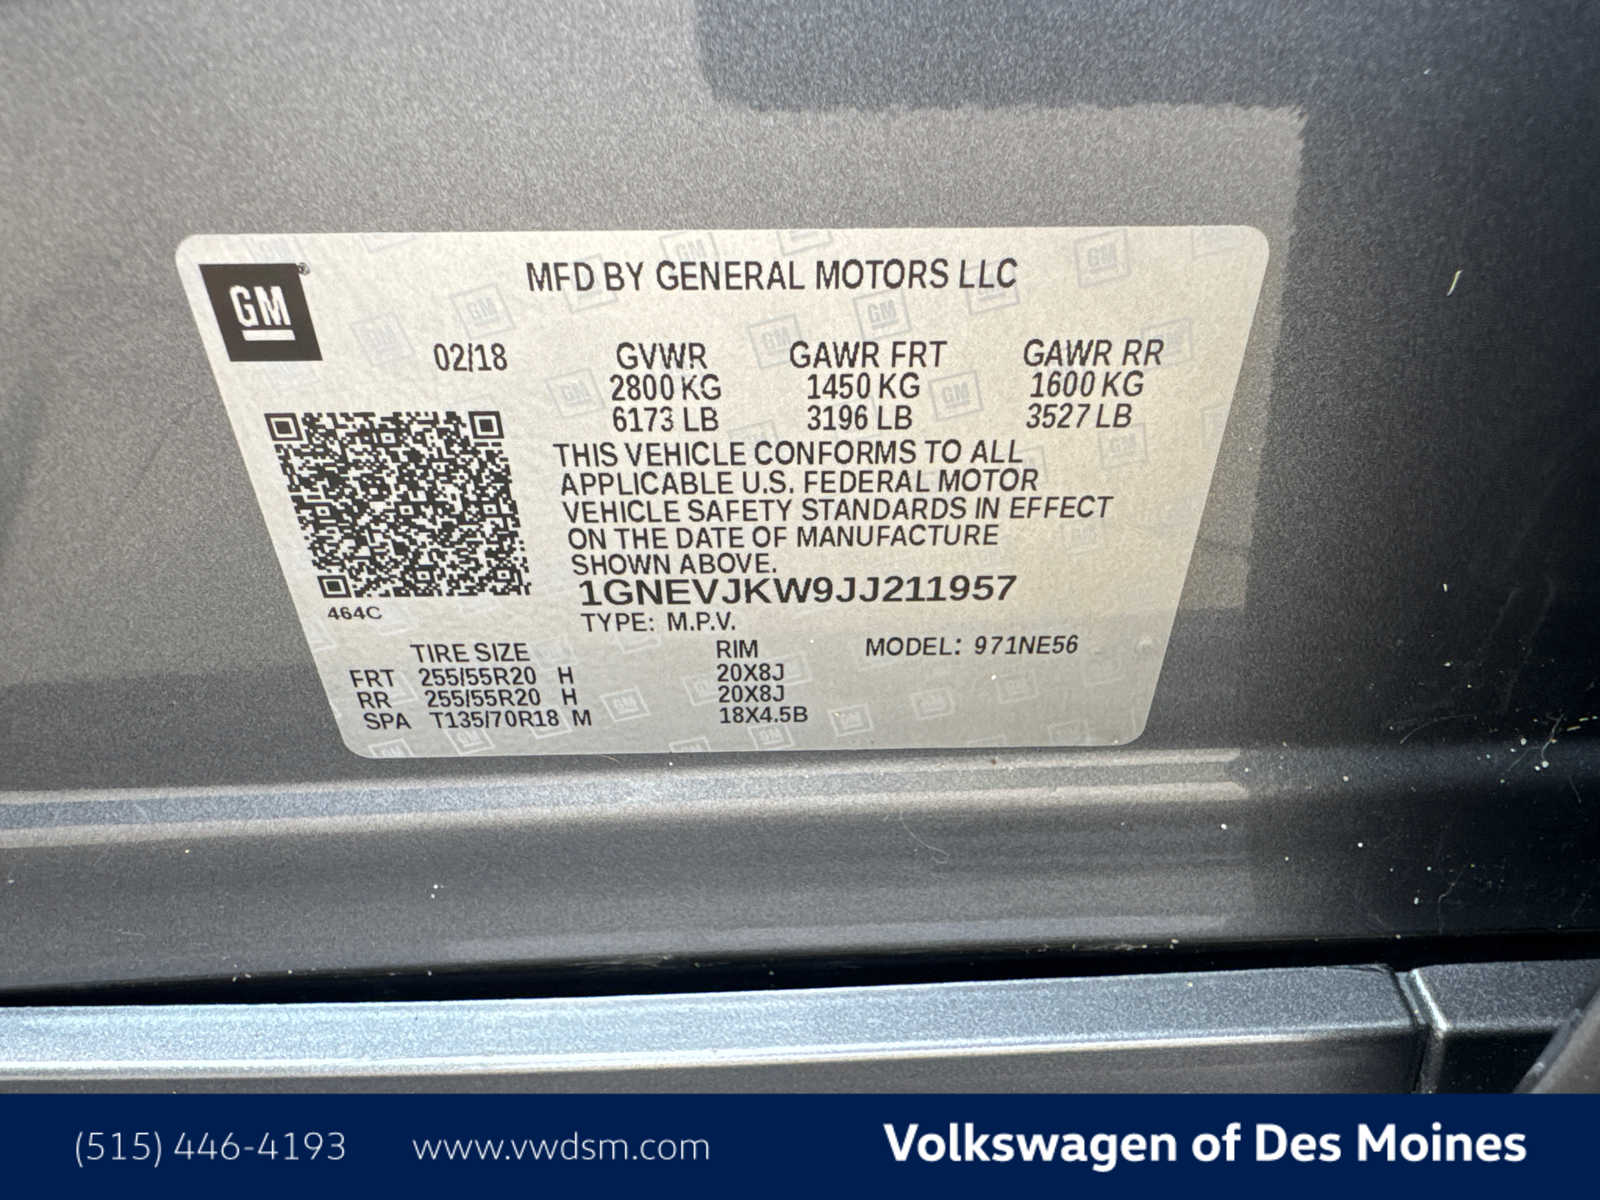 GM
MFD BY GENERAL MOTORS LLC
02/18 GVWR GAWR FRT GAWR RR
2800 KG 1450 KG 1600 KG
6173 LB 3196 LB 3527 LB
THIS VEHICLE CONFORMS TO ALL
APPLICABLE U.S. FEDERAL MOTOR
VEHICLE SAFETY STANDARDS IN EFFECT
ON THE DATE OF MANUFACTURE
SHOWN ABOVE.
1GNEVJKW9JJ211957
464C
TYPE: M.P.V.
TIRE SIZE RIM MODEL: 971NE56
FRT 255/55R20 H 20X8J
RR 255/55R20 H 20X8J
SPA T135/70R18 M 18X4.5B
(515) 446-4193 www.vwdsm.com Volkswagen of Des Moines